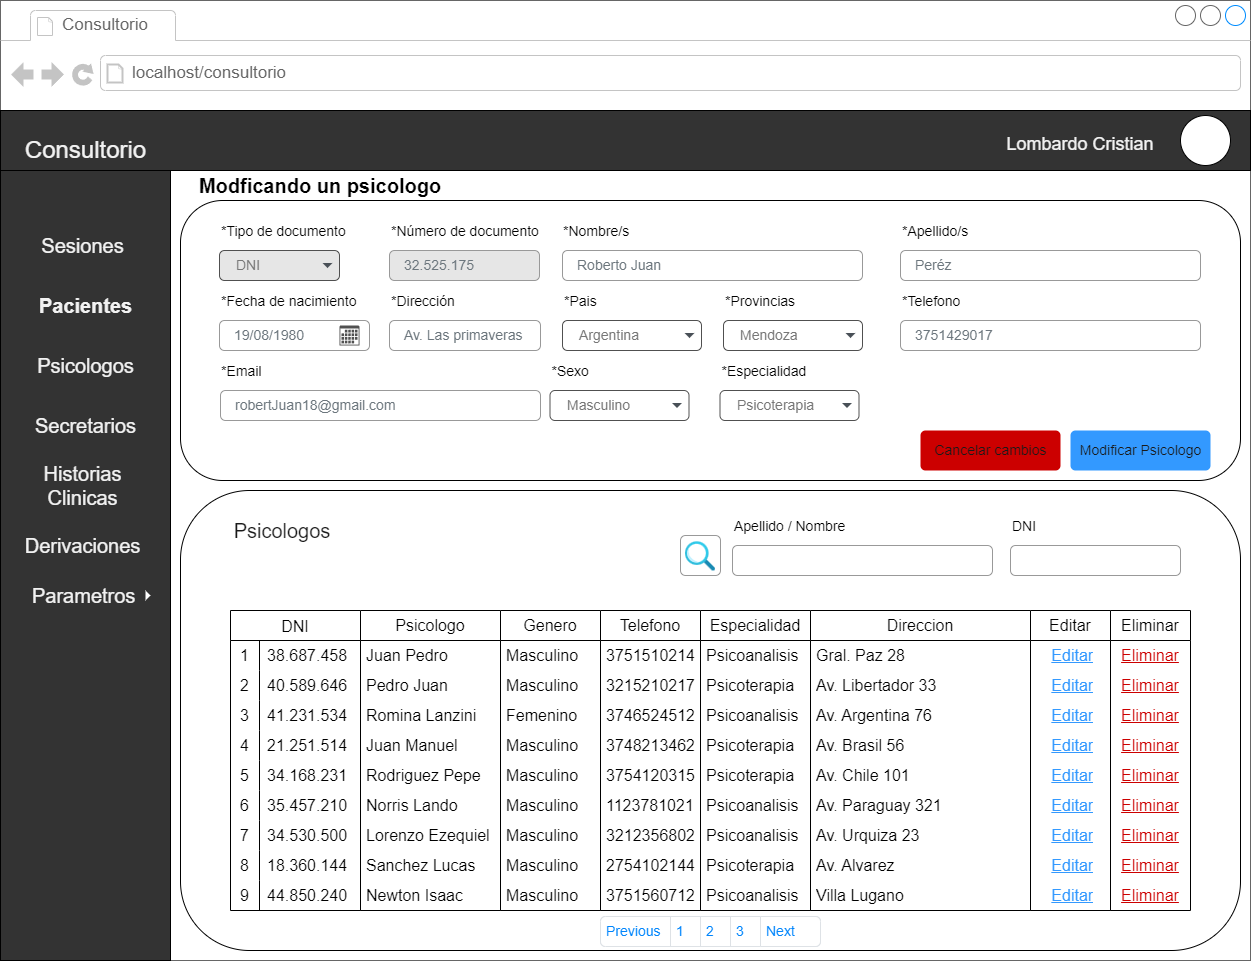 Consultorio
localhost/consultorio
Consultorio
Lombardo Cristian
Sesiones
Pacientes
Psicologos
Secretarios
Historias
Clinicas
Derivaciones
Parametros
Modficando un psicologo
*Tipo de documento *Número de documento *Nombre/s *Apellido/s
DNI 32.525.175 Roberto Juan Peréz
*Fecha de nacimiento *Dirección *Pais *Provincias *Telefono
19/08/1980 Av. Las primaveras Argentina Mendoza 3751429017
*Email *Sexo *Especialidad
robertJuan18@gmail.com Masculino Psicoterapia
Cancelar cambios Modificar Psicologo
Psicologos
Apellido / Nombre DNI
DNI Psicologo Genero Telefono Especialidad Direccion Editar Eliminar
1 38.687.458 Juan Pedro Masculino 3751510214 Psicoanalisis Gral. Paz 28 Editar Eliminar
2 40.589.646 Pedro Juan Masculino 3215210217 Psicoterapia Av. Libertador 33 Editar Eliminar
3 41.231.534 Romina Lanzini Femenino 3746524512 Psicoanalisis Av. Argentina 76 Editar Eliminar
4 21.251.514 Juan Manuel Masculino 3748213462 Psicoterapia Av. Brasil 56 Editar Eliminar
5 34.168.231 Rodriguez Pepe Masculino 3754120315 Psicoterapia Av. Chile 101 Editar Eliminar
6 35.457.210 Norris Lando Masculino 1123781021 Psicoanalisis Av. Paraguay 321 Editar Eliminar
7 34.530.500 Lorenzo Ezequiel Masculino 3212356802 Psicoanalisis Av. Urquiza 23 Editar Eliminar
8 18.360.144 Sanchez Lucas Masculino 2754102144 Psicoterapia Av. Alvarez Editar Eliminar
9 44.850.240 Newton Isaac Masculino 3751560712 Psicoanalisis Villa Lugano Editar Eliminar
Previous 1 2 3 Next